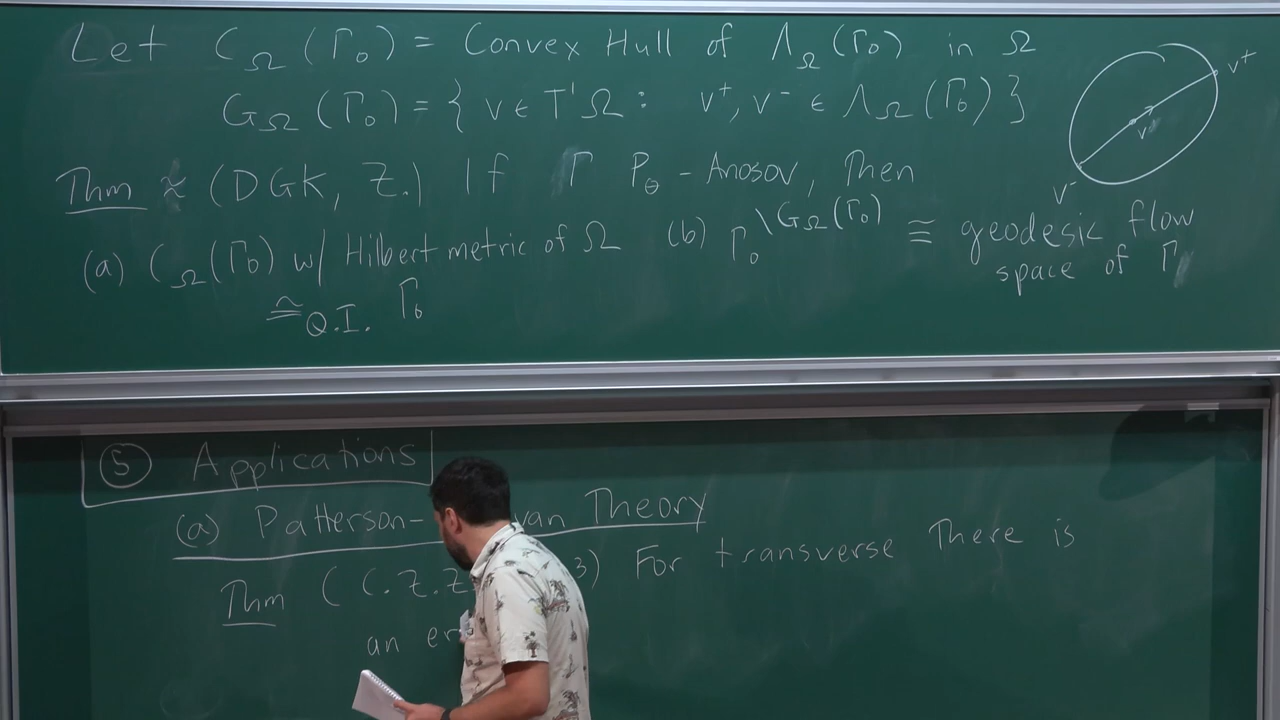 Let C_Ω(Γ₀) = Convex Hull of Λ_Ω(Γ₀) in Ω
G_Ω(Γ₀) = { v ∈ T¹Ω : v⁺, v⁻ ∈ Λ_Ω(Γ₀) }
v⁺
v
v⁻
Thm ≈ (DGK, Z.) If Γ P_θ - Anosov, Then
(a) C_Ω(Γ₀) w/ Hilbert metric of Ω
≅_Q.I. Γ₀
(b) Γ₀\G_Ω(Γ₀) ≅ geodesic flow
space of Γ
⑤ Applications
(a) Patterson- van Theory
Thm (C.Z.Z 3) For transverse There is
an er